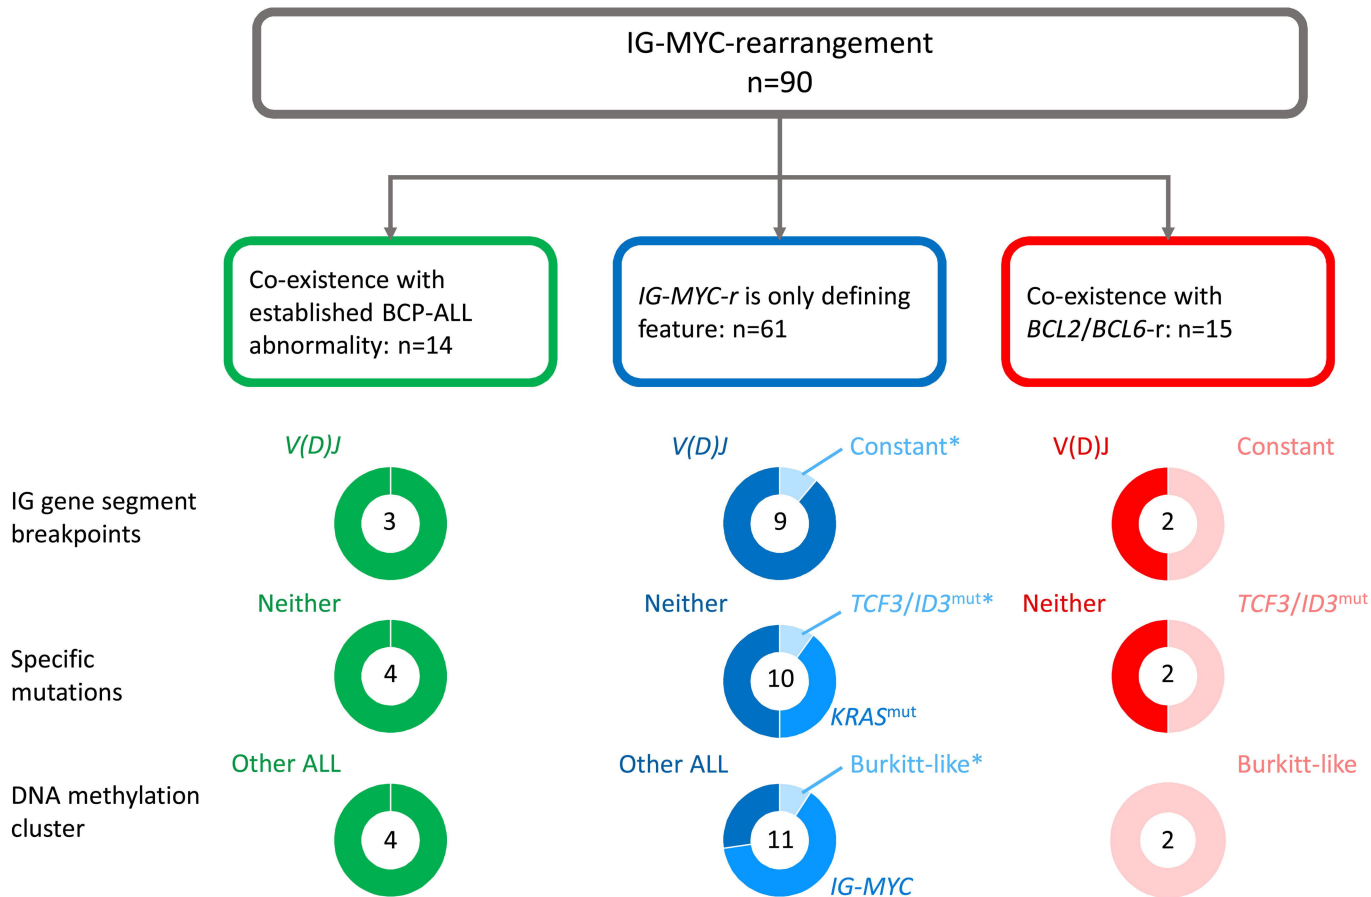 IG-MYC-rearrangement
n=90
Co-existence with
established BCP-ALL
abnormality: n=14
IG-MYC-r is only defining
feature: n=61
Co-existence with
BCL2/BCL6-r: n=15
IG gene segment
breakpoints
V(D)J
3
V(D)J
Constant*
9
V(D)J
Constant
2
Specific
mutations
Neither
4
Neither
TCF3/ID3mut*
10
KRASmut
Neither
TCF3/ID3mut
2
DNA methylation
cluster
Other ALL
4
Other ALL
Burkitt-like*
11
IG-MYC
Burkitt-like
2